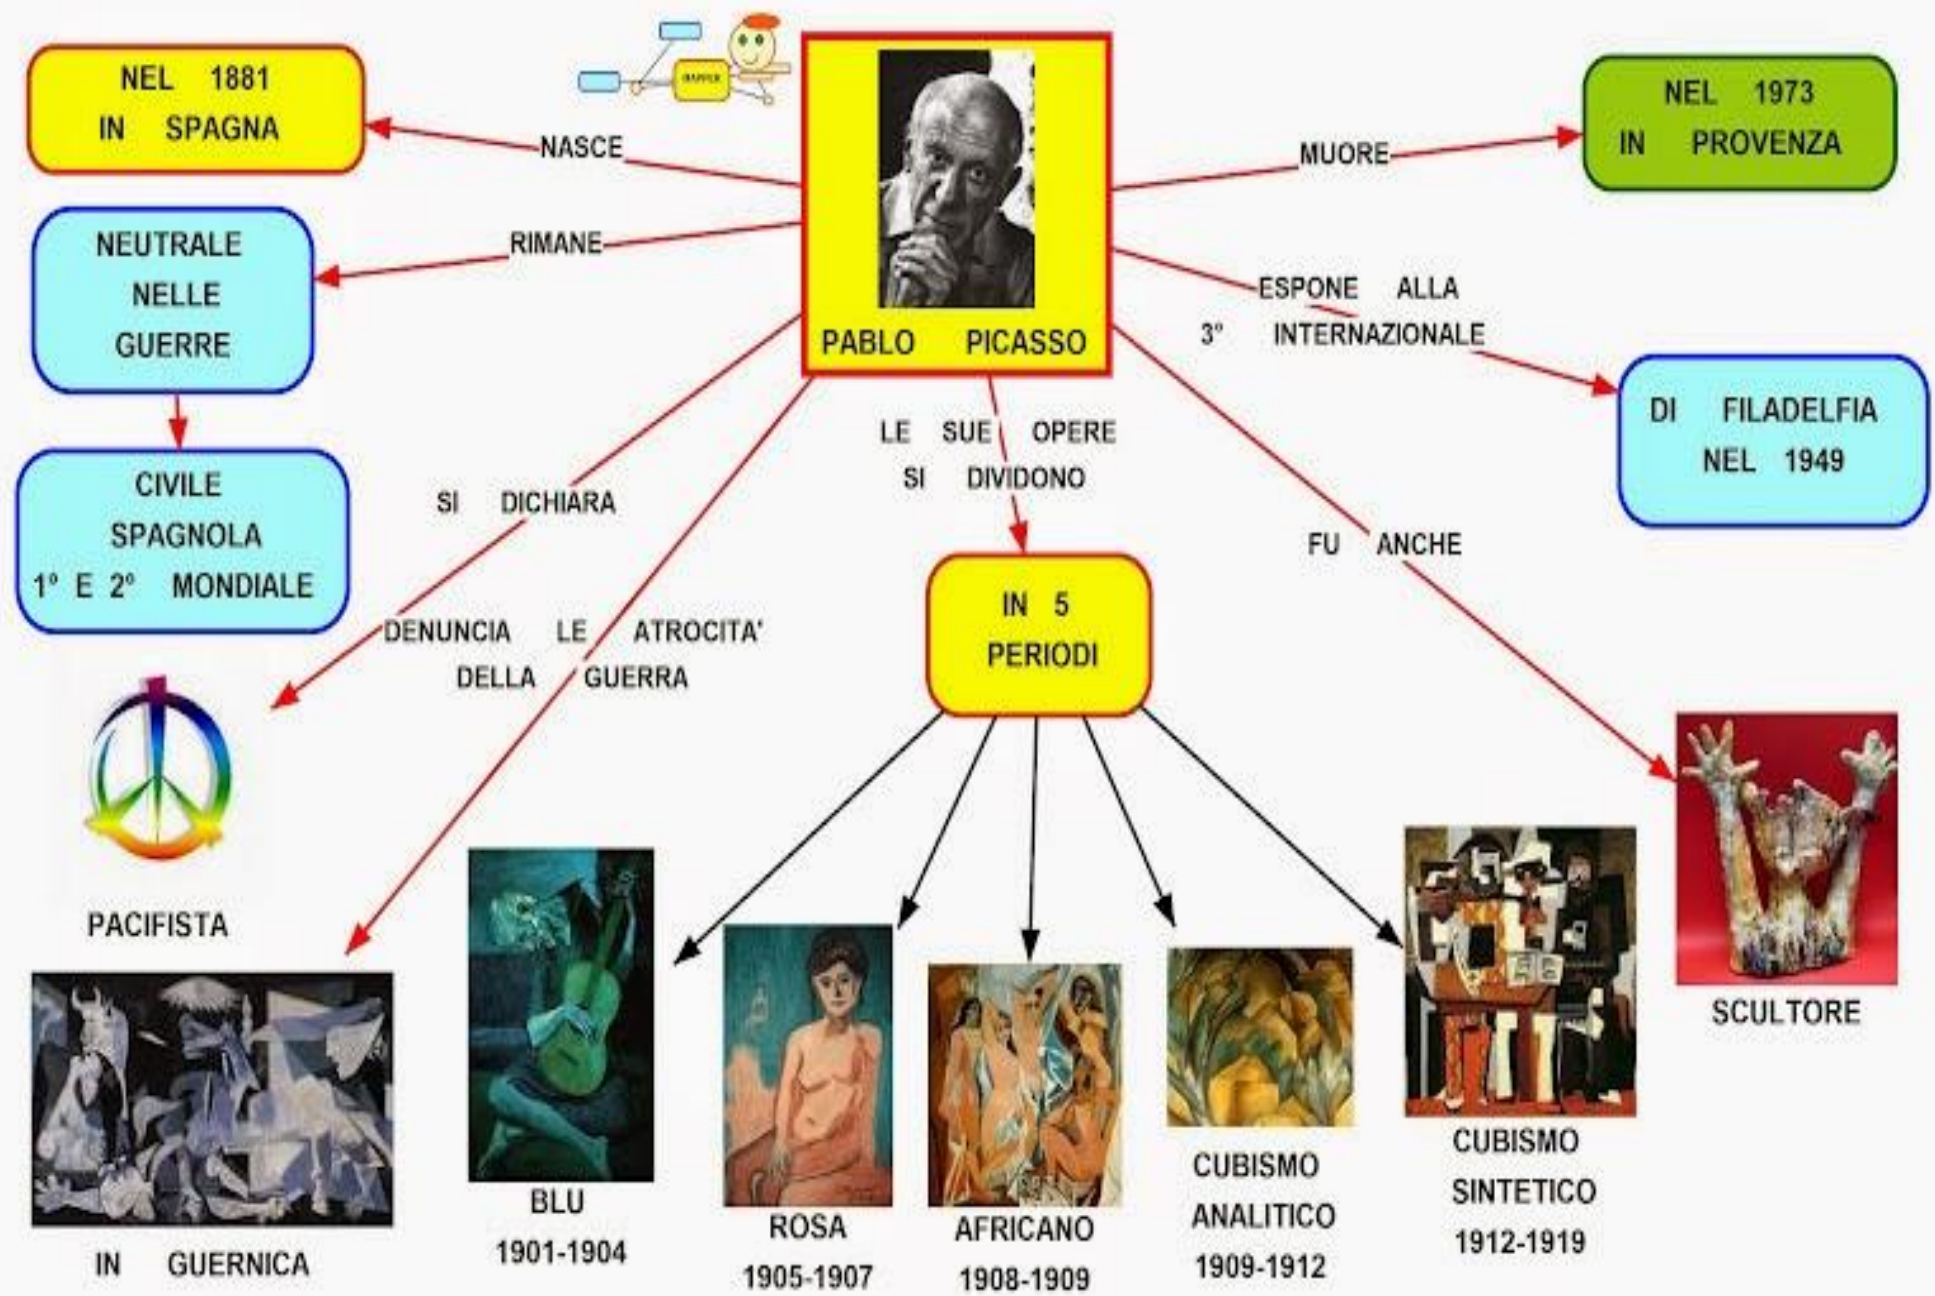 NEL 1881
IN SPAGNA
NASCE
MAPPER
PABLO PICASSO
MUORE
NEL 1973
IN PROVENZA
RIMANE
NEUTRALE
NELLE
GUERRE
CIVILE
SPAGNOLA
1° E 2° MONDIALE
ESPONE ALLA
3° INTERNAZIONALE
DI FILADELFIA
NEL 1949
SI DICHIARA
PACIFISTA
DENUNCIA LE ATROCITA'
DELLA GUERRA
IN GUERNICA
LE SUE OPERE
SI DIVIDONO
IN 5
PERIODI
FU ANCHE
SCULTORE
BLU
1901-1904
ROSA
1905-1907
AFRICANO
1908-1909
CUBISMO
ANALITICO
1909-1912
CUBISMO
SINTETICO
1912-1919